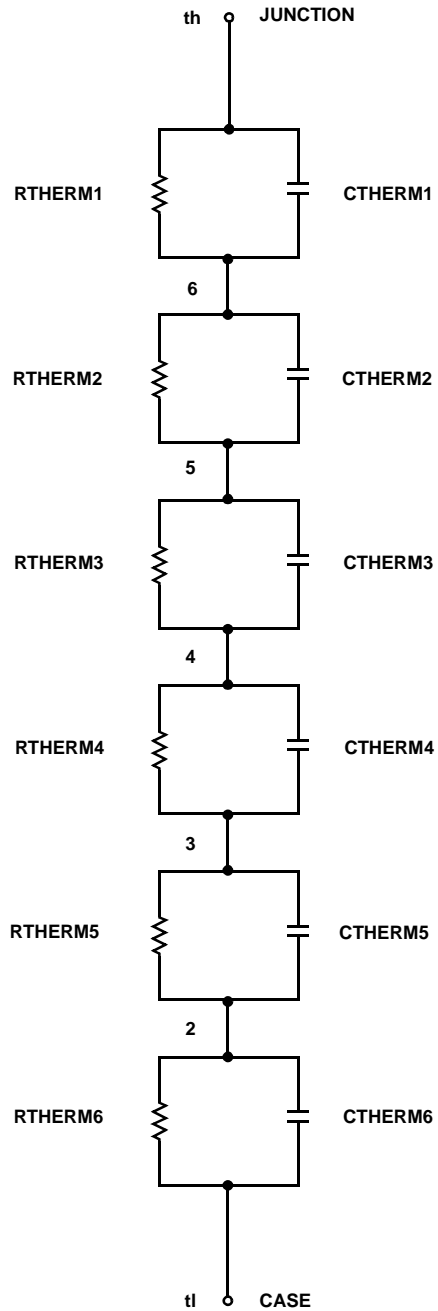 th JUNCTION
RTHERM1 CTHERM1
6
RTHERM2 CTHERM2
5
RTHERM3 CTHERM3
4
RTHERM4 CTHERM4
3
RTHERM5 CTHERM5
2
RTHERM6 CTHERM6
tl CASE